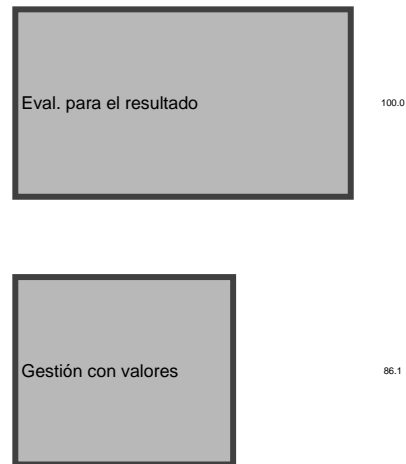 Eval. para el resultado 100.0
Gestión con valores 86.1